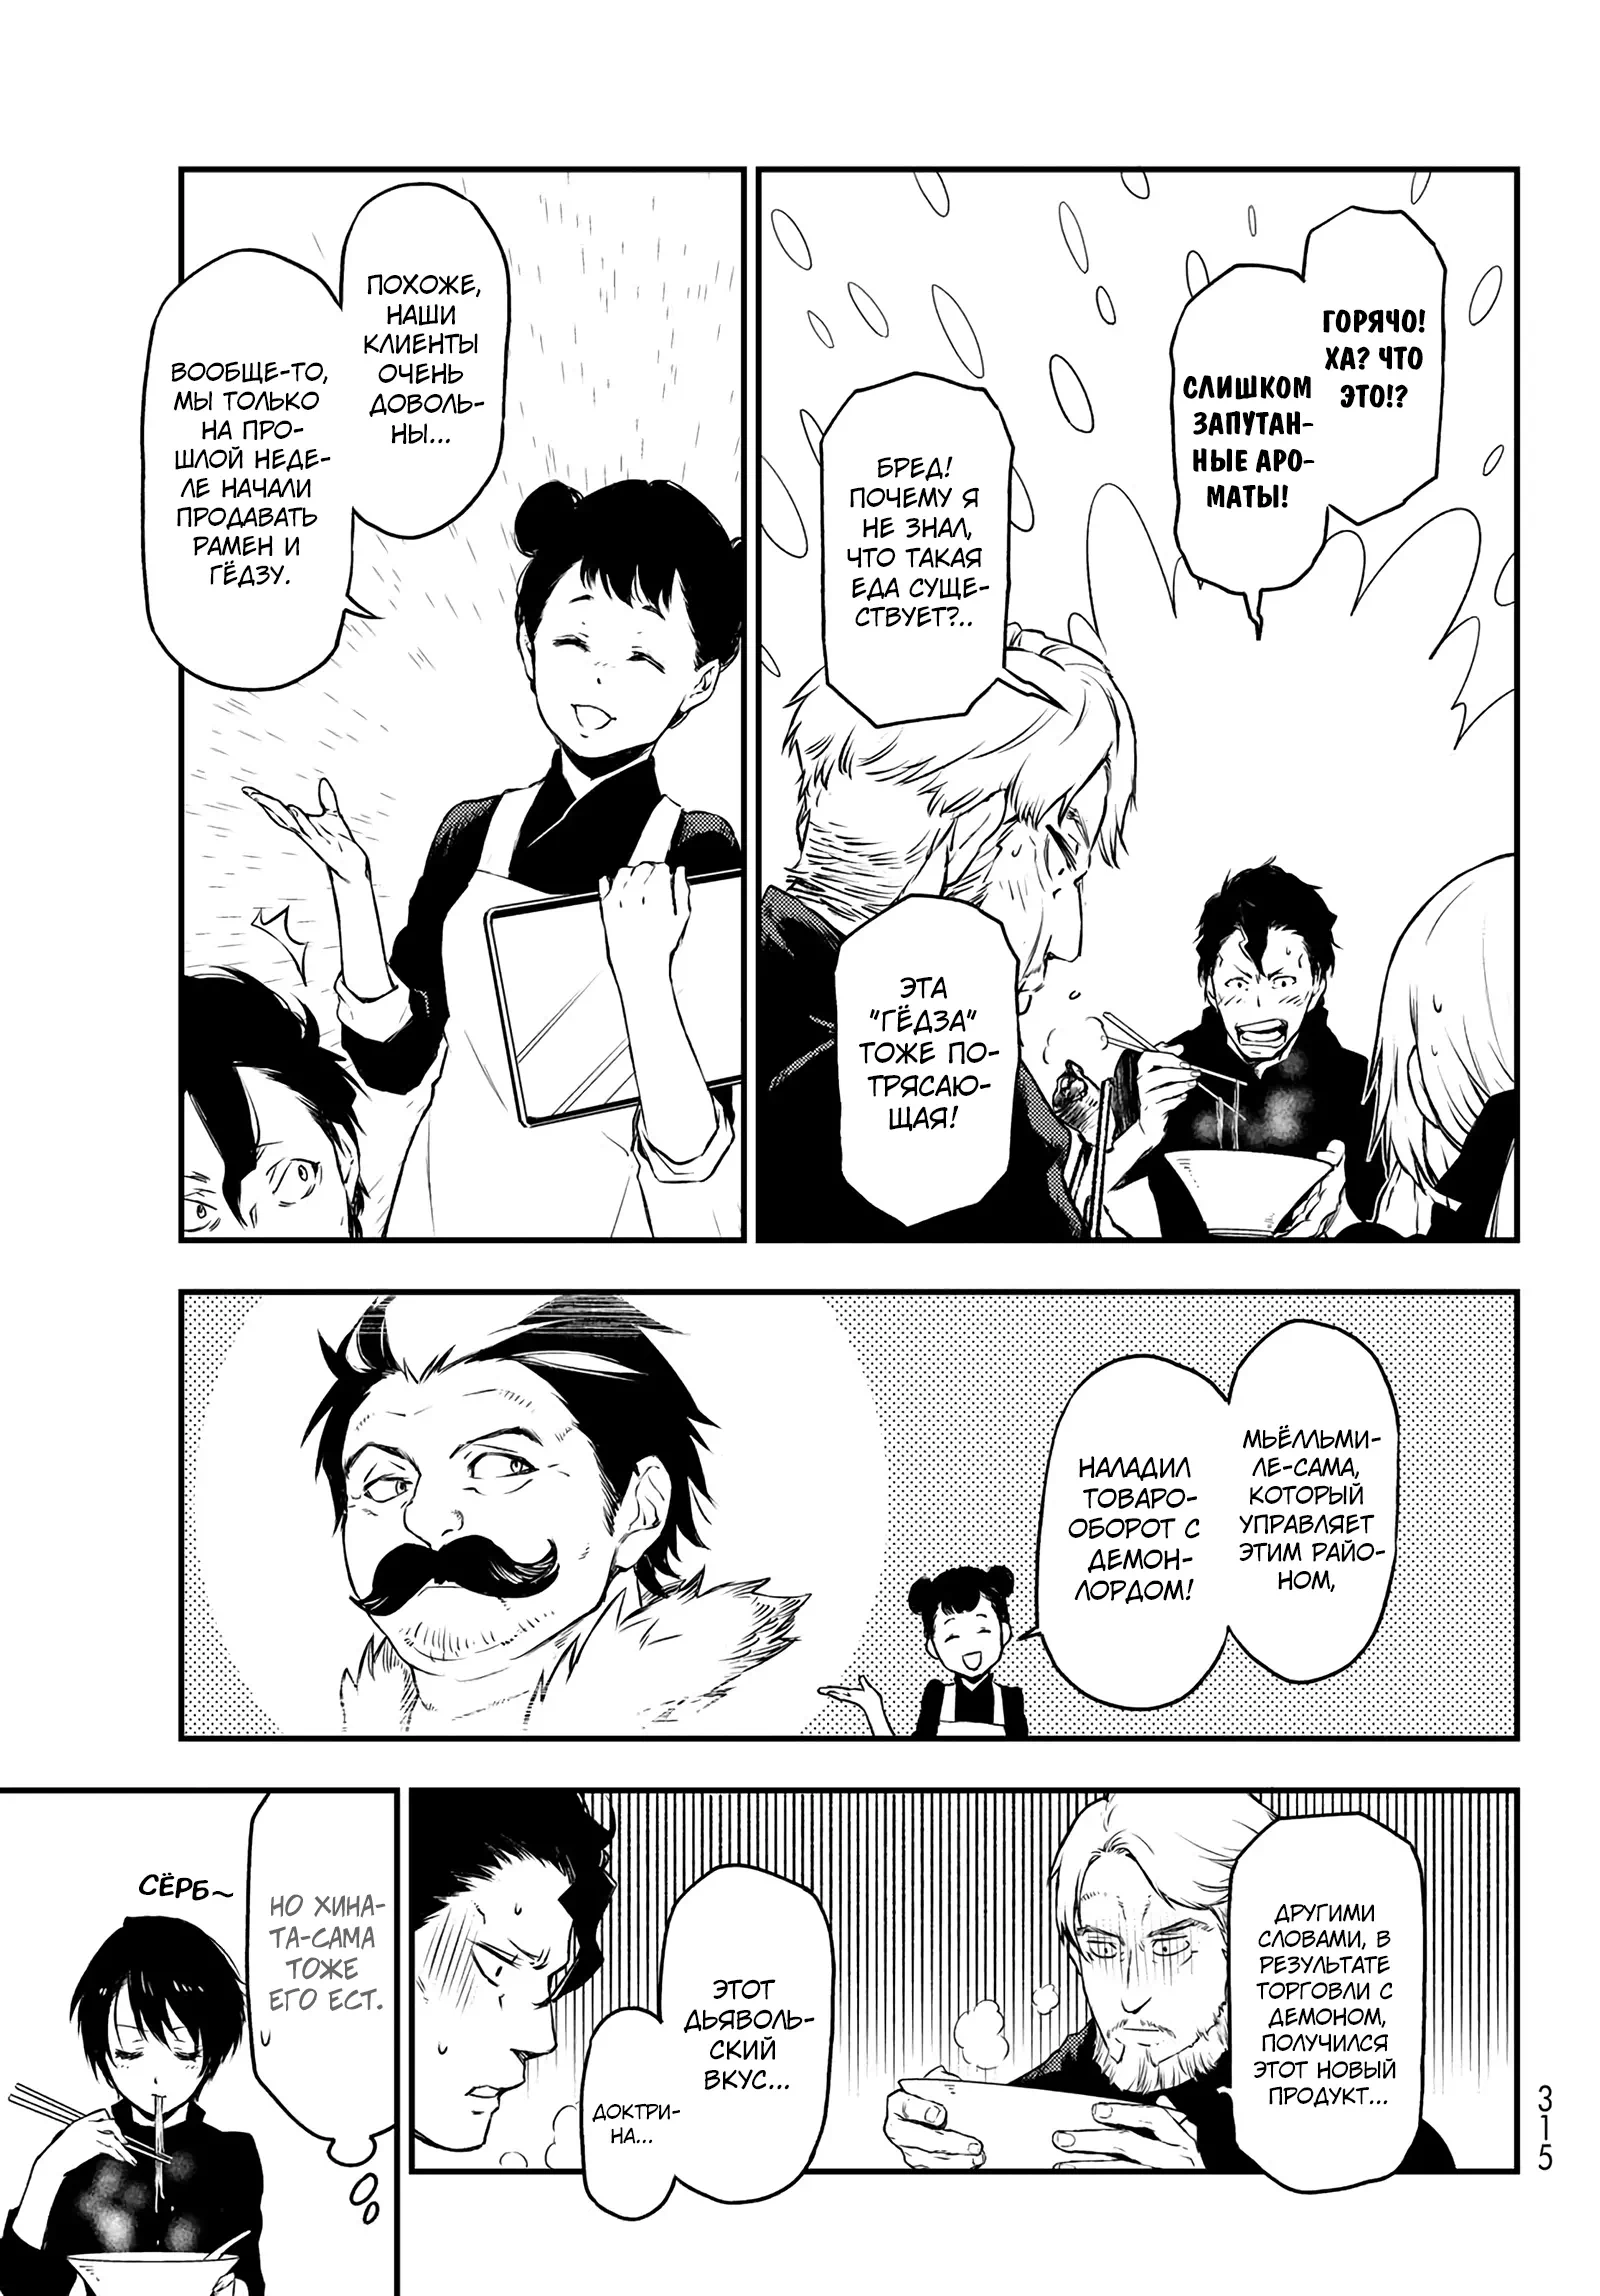 ГОРЯЧО!
ХА? ЧТО
ЭТО!?
СЛИШКОМ
ЗАПУТАН-
НЫЕ АРО-
МАТЫ!
БРЕД!
ПОЧЕМУ Я
НЕ ЗНАЛ,
ЧТО ТАКАЯ
ЕДА СУЩЕ-
СТВУЕТ?..
ЭТА
"ГЁДЗА"
ТОЖЕ ПО-
ТРЯСАЮ-
ЩАЯ!
ПОХОЖЕ,
НАШИ
КЛИЕНТЫ
ОЧЕНЬ
ДОВОЛЬ-
НЫ...
ВООБЩЕ-ТО,
МЫ ТОЛЬКО
НА ПРО-
ШЛОЙ НЕДЕ-
ЛЕ НАЧАЛИ
ПРОДАВАТЬ
РАМЕН И
ГЁДЗУ.
МЬЁЛЛЬМИ-
ЛЕ-САМА,
КОТОРЫЙ
УПРАВЛЯЕТ
ЭТИМ РАЙО-
НОМ,
НАЛАДИЛ
ТОВАРО-
ОБОРОТ С
ДЕМОН-
ЛОРДОМ!
ДРУГИМИ
СЛОВАМИ, В
РЕЗУЛЬТАТЕ
ТОРГОВЛИ С
ДЕМОНОМ,
ПОЛУЧИЛСЯ
ЭТОТ НОВЫЙ
ПРОДУКТ...
ЭТОТ
ДЬЯВОЛЬ-
СКИЙ
ВКУС...
ДОКТРИ-
НА...
НО ХИНА-
ТА-САМА
ТОЖЕ
ЕГО ЕСТ.
СЁРБ~
315